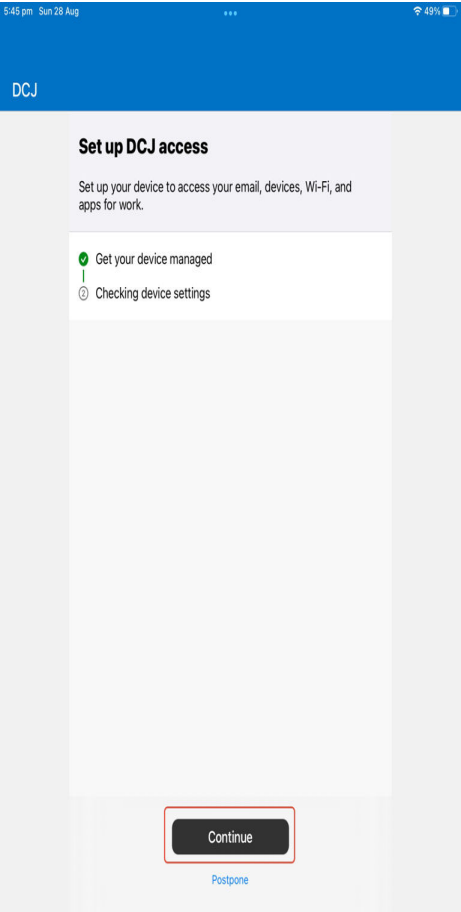 5:45 pm Sun 28 Aug
49%
DCJ
Set up DCJ access
Set up your device to access your email, devices, Wi-Fi, and
apps for work.
Get your device managed
2 Checking device settings
Continue
Postpone